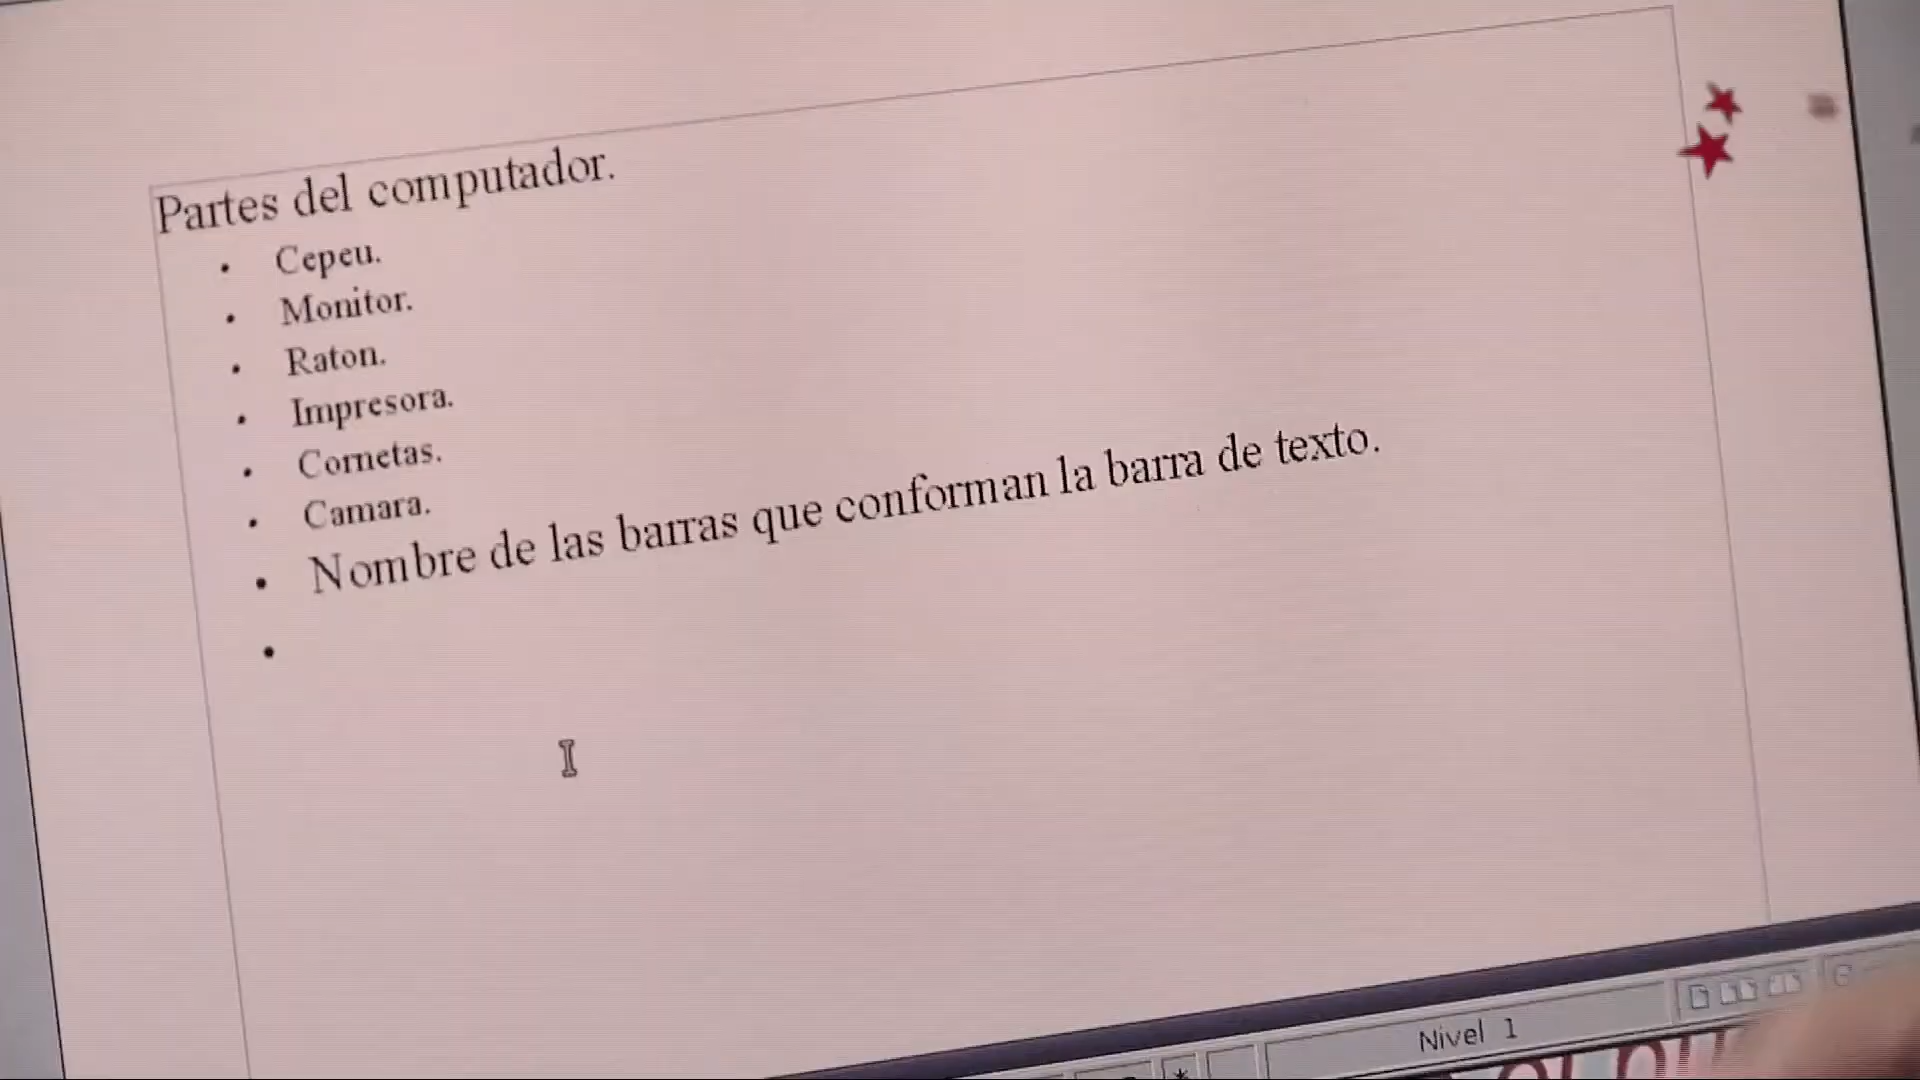 Partes del computador.
• Cepeu.
• Monitor.
• Raton.
• Impresora.
• Cornetas.
• Camara.
• Nombre de las barras que conforman la barra de texto.
•
Nivel 1